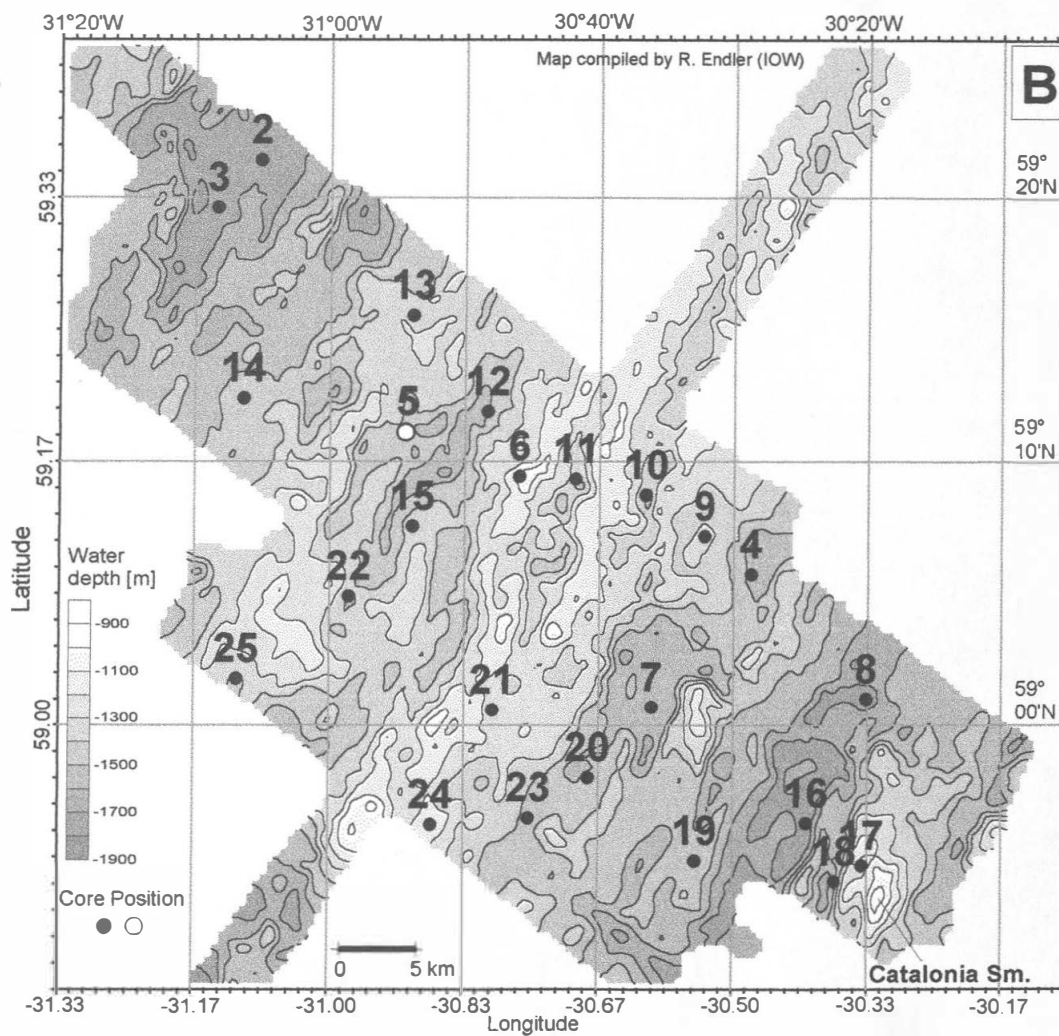 31°20'W 31°00'W 30°40'W 30°20'W
Map compiled by R. Endler (IOW)
B
2
59°
20'N
3
59.33
13
14
12
5
59°
10'N
6
11
10
59.17
15
9
4
Water
depth [m]
22
Latitude
-900
-1100
25
21
7
8
59°
00'N
59.00
-1300
20
-1500
24
23
16
17
-1700
19
18
-1900
Core Position
0 5 km
Catalonia Sm.
-31.33 -31.17 -31.00 -30.83 -30.67 -30.50 -30.33 -30.17
Longitude